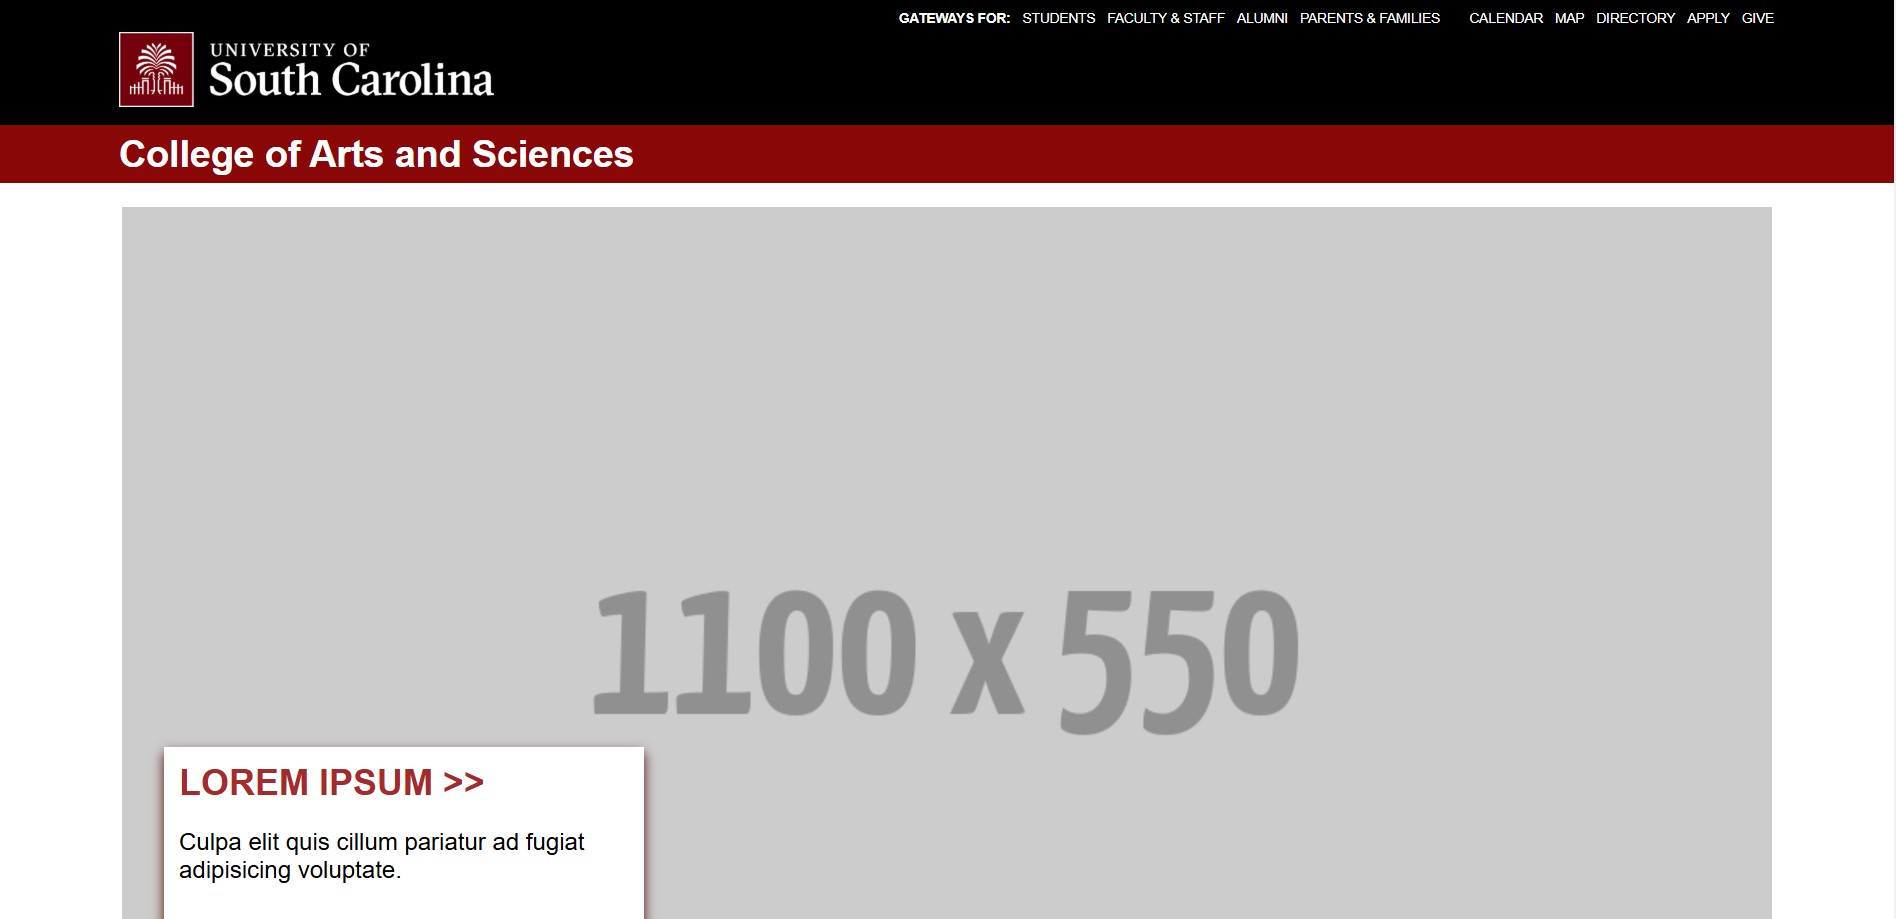 GATEWAYS FOR: STUDENTS FACULTY & STAFF ALUMNI PARENTS & FAMILIES CALENDAR MAP DIRECTORY APPLY GIVE
UNIVERSITY OF
South Carolina
College of Arts and Sciences
1100 x 550
LOREM IPSUM >>
Culpa elit quis cillum pariatur ad fugiat
adipisicing voluptate.